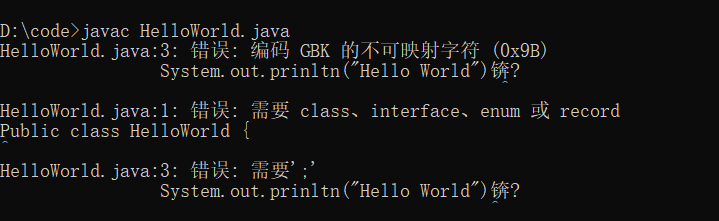 D:\code>javac HelloWorld.java
HelloWorld.java:3: 错误: 编码 GBK 的不可映射字符 (0x9B)
System.out.prinltn("Hello World")锛?
^
HelloWorld.java:1: 错误: 需要 class、interface、enum 或 record
Public class HelloWorld {
^
HelloWorld.java:3: 错误: 需要';'
System.out.prinltn("Hello World")锛?
^